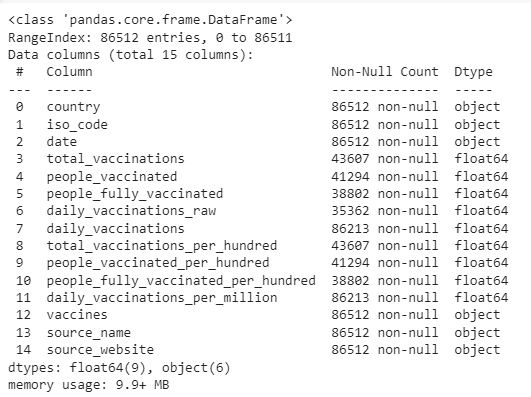 <class 'pandas.core.frame.DataFrame'>
RangeIndex: 86512 entries, 0 to 86511
Data columns (total 15 columns):
 #   Column                               Non-Null Count  Dtype
---  ------                               --------------  -----
 0   country                              86512 non-null  object
 1   iso_code                             86512 non-null  object
 2   date                                 86512 non-null  object
 3   total_vaccinations                   43607 non-null  float64
 4   people_vaccinated                    41294 non-null  float64
 5   people_fully_vaccinated              38802 non-null  float64
 6   daily_vaccinations_raw               35362 non-null  float64
 7   daily_vaccinations                   86213 non-null  float64
 8   total_vaccinations_per_hundred       43607 non-null  float64
 9   people_vaccinated_per_hundred        41294 non-null  float64
 10  people_fully_vaccinated_per_hundred  38802 non-null  float64
 11  daily_vaccinations_per_million       86213 non-null  float64
 12  vaccines                             86512 non-null  object
 13  source_name                          86512 non-null  object
 14  source_website                       86512 non-null  object
dtypes: float64(9), object(6)
memory usage: 9.9+ MB